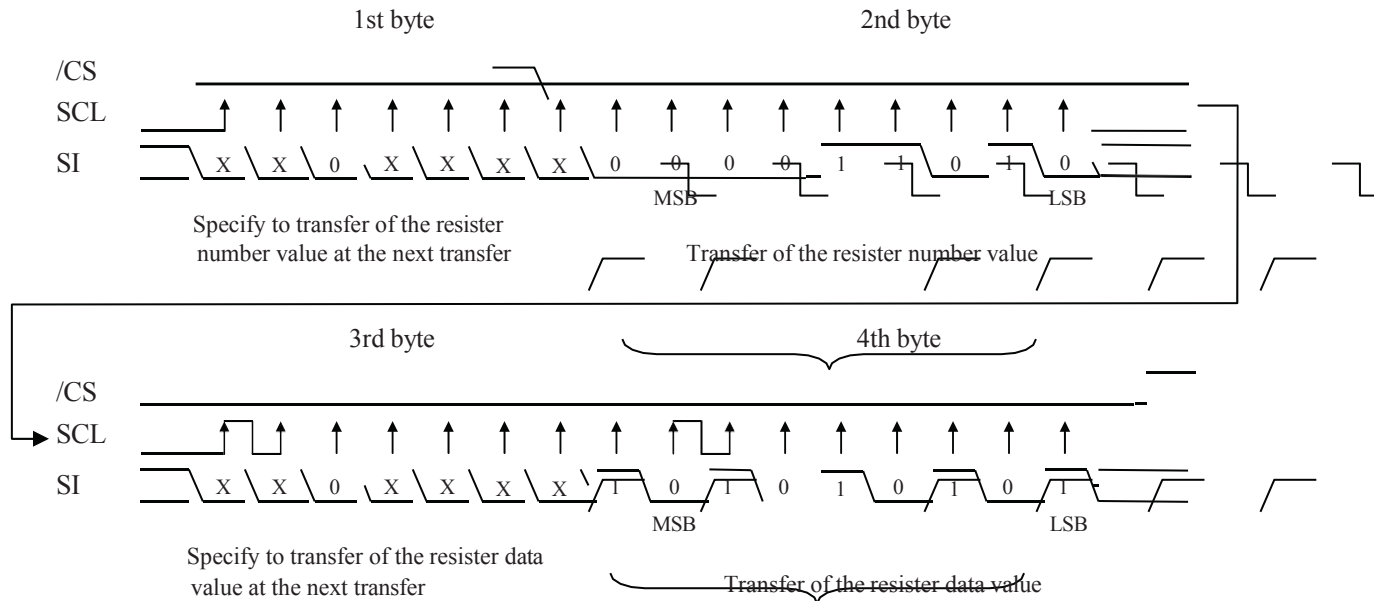 1st byte 2nd byte
/CS
SCL
SI X X 0 X X X X 0 0 0 0 1 1 0 1 0
MSB LSB
Specify to transfer of the resister
number value at the next transfer Transfer of the resister number value
3rd byte 4th byte
/CS
SCL
SI X X 0 X X X X 1 0 1 0 1 0 1 0 1
MSB LSB
Specify to transfer of the resister data
value at the next transfer Transfer of the resister data value